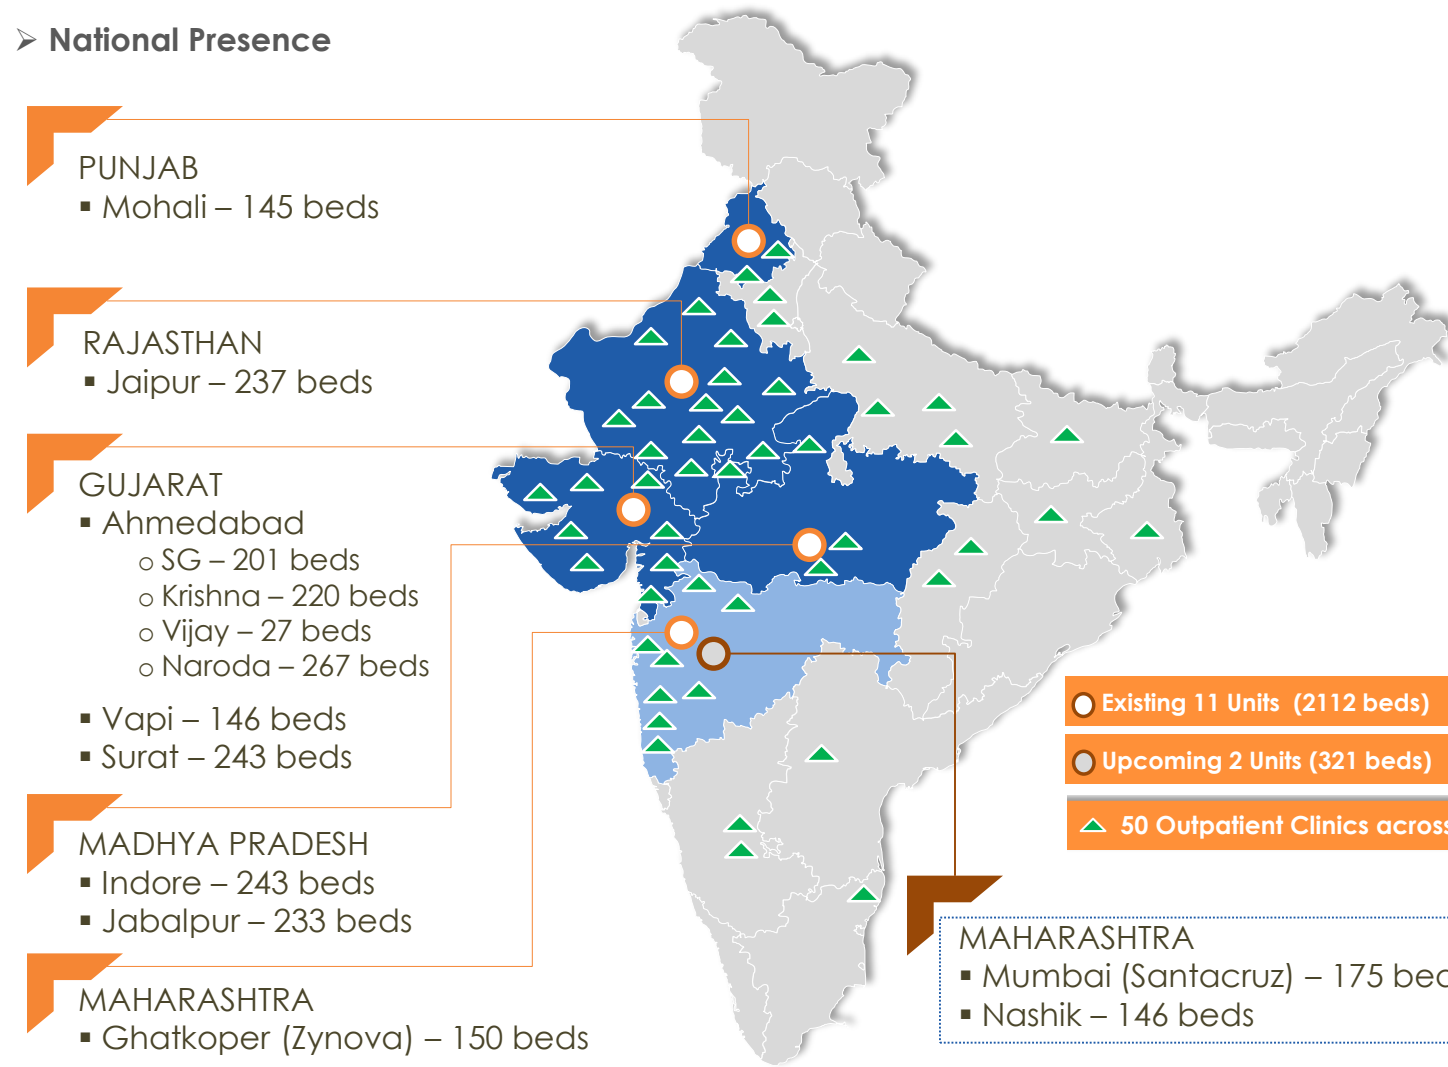 ➢ National Presence
PUNJAB
▪ Mohali – 145 beds
RAJASTHAN
▪ Jaipur – 237 beds
GUJARAT
▪ Ahmedabad
o SG – 201 beds
o Krishna – 220 beds
o Vijay – 27 beds
o Naroda – 267 beds
▪ Vapi – 146 beds
▪ Surat – 243 beds
MADHYA PRADESH
▪ Indore – 243 beds
▪ Jabalpur – 233 beds
MAHARASHTRA
▪ Ghatkoper (Zynova) – 150 beds
Existing 11 Units (2112 beds)
Upcoming 2 Units (321 beds)
50 Outpatient Clinics across
MAHARASHTRA
▪ Mumbai (Santacruz) – 175 bed
▪ Nashik – 146 beds